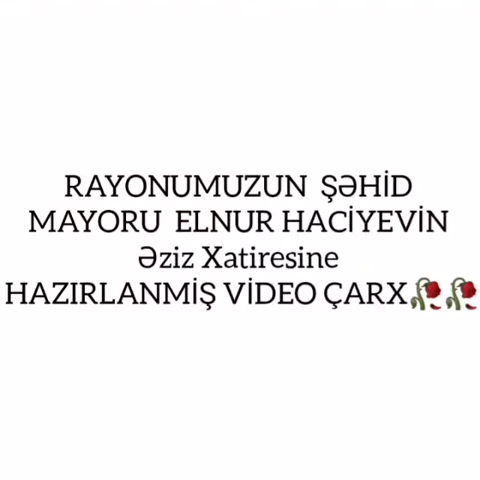 RAYONUMUZUN ŞƏHİD
MAYORU ELNUR HACİYEVİN
Əziz Xatiresine
HAZIRLANMİŞ VİDEO ÇARX🥀🥀